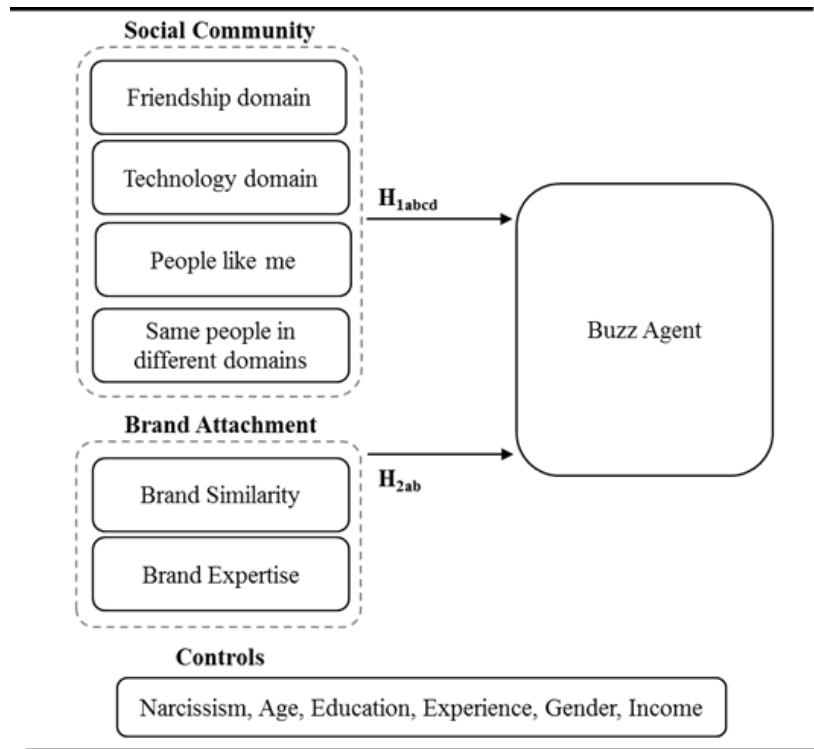 Social Community
Friendship domain
Technology domain
People like me
Same people in
different domains
H1abcd
Buzz Agent
Brand Attachment
Brand Similarity
Brand Expertise
H2ab
Controls
Narcissism, Age, Education, Experience, Gender, Income